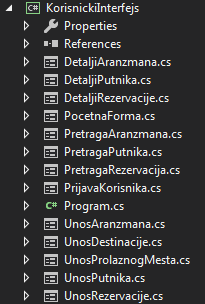 KorisnickiInterfejs
Properties
References
DetaljiAranzmana.cs
DetaljiPutnika.cs
DetaljiRezervacije.cs
PocetnaForma.cs
PretragaAranzmana.cs
PretragaPutnika.cs
PretragaRezervacija.cs
PrijavaKorisnika.cs
Program.cs
UnosAranzmana.cs
UnosDestinacije.cs
UnosProlaznogMesta.cs
UnosPutnika.cs
UnosRezervacije.cs